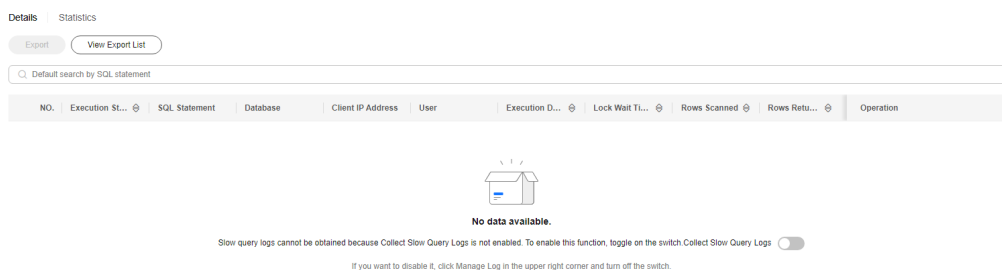 Details Statistics
Export View Export List
Default search by SQL statement
NO. Execution St... SQL Statement Database Client IP Address User Execution D... Lock Wait Ti... Rows Scanned Rows Retu... Operation
No data available.
Slow query logs cannot be obtained because Collect Slow Query Logs is not enabled. To enable this function, toggle on the switch.Collect Slow Query Logs
If you want to disable it, click Manage Log in the upper right corner and turn off the switch.